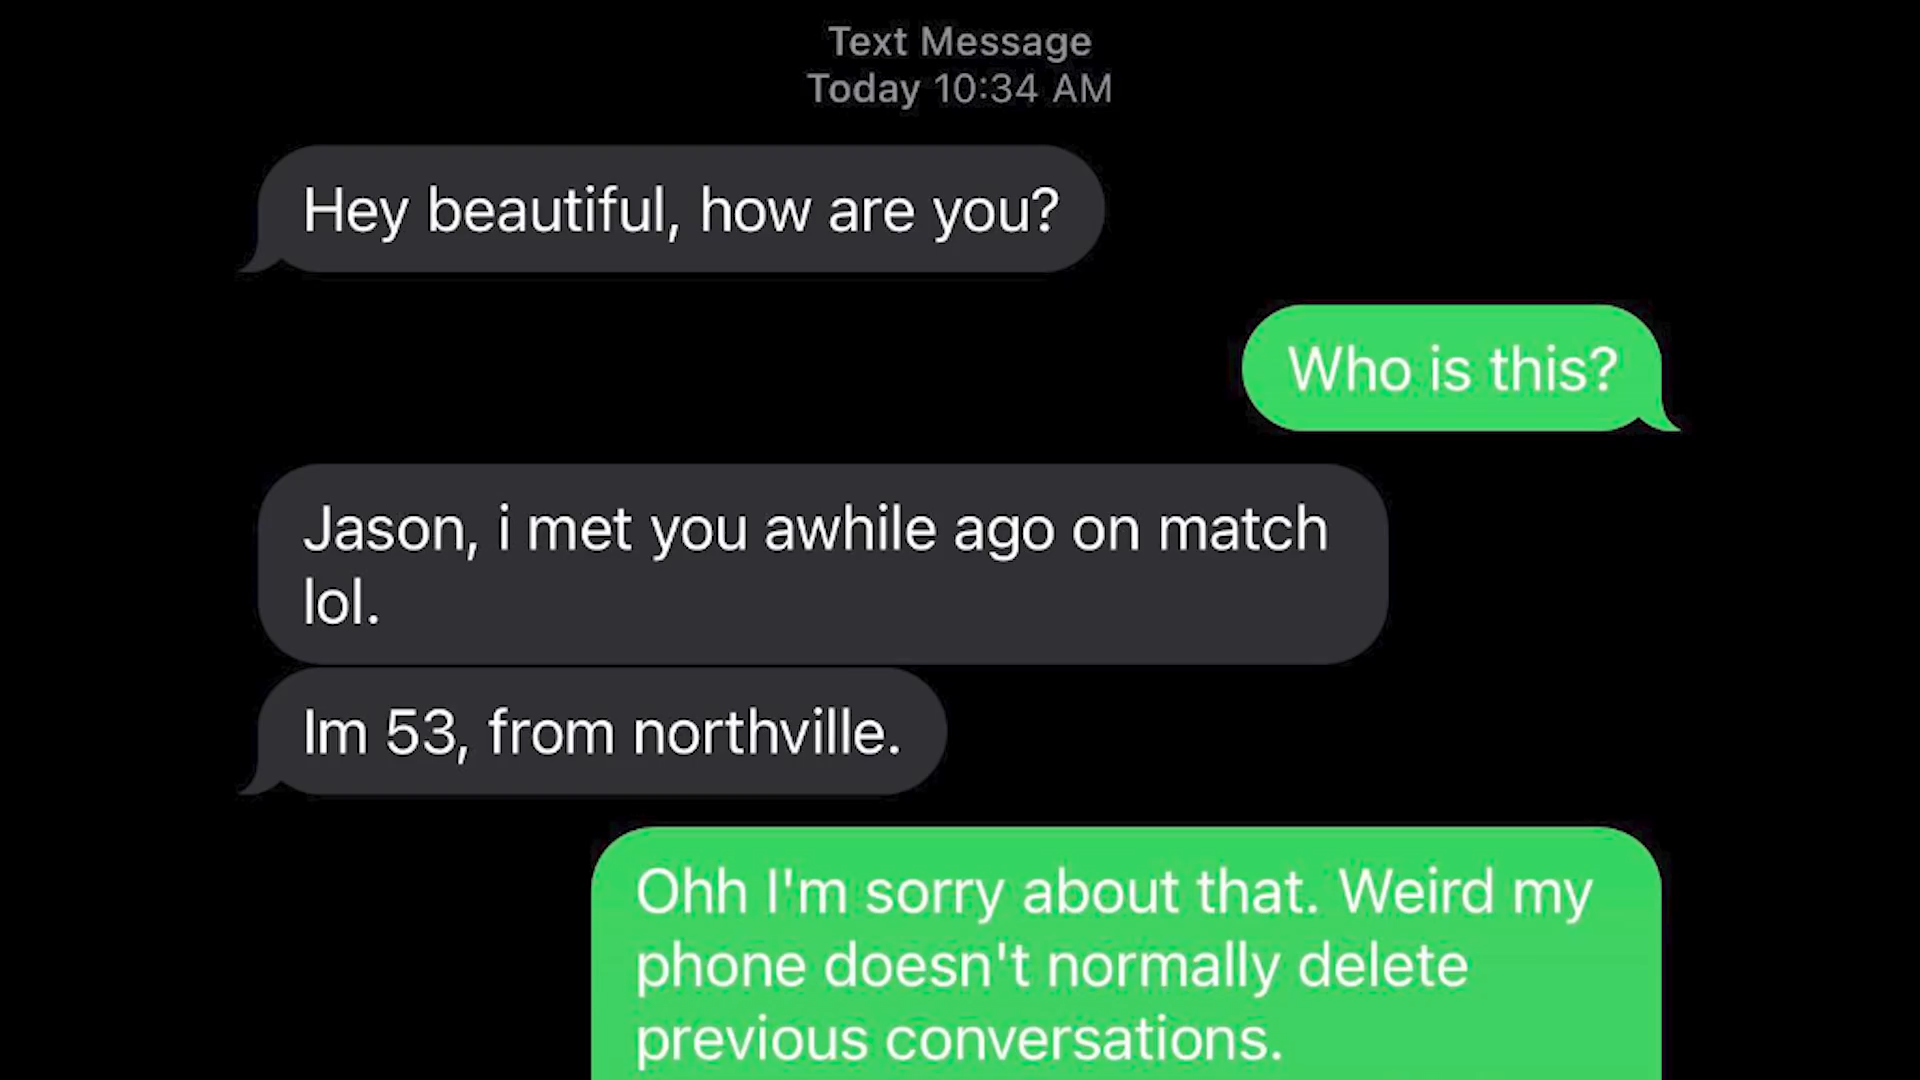 Text Message
Today 10:34 AM
Hey beautiful, how are you?
Who is this?
Jason, i met you awhile ago on match
lol.
Im 53, from northville.
Ohh I'm sorry about that. Weird my
phone doesn't normally delete
previous conversations.